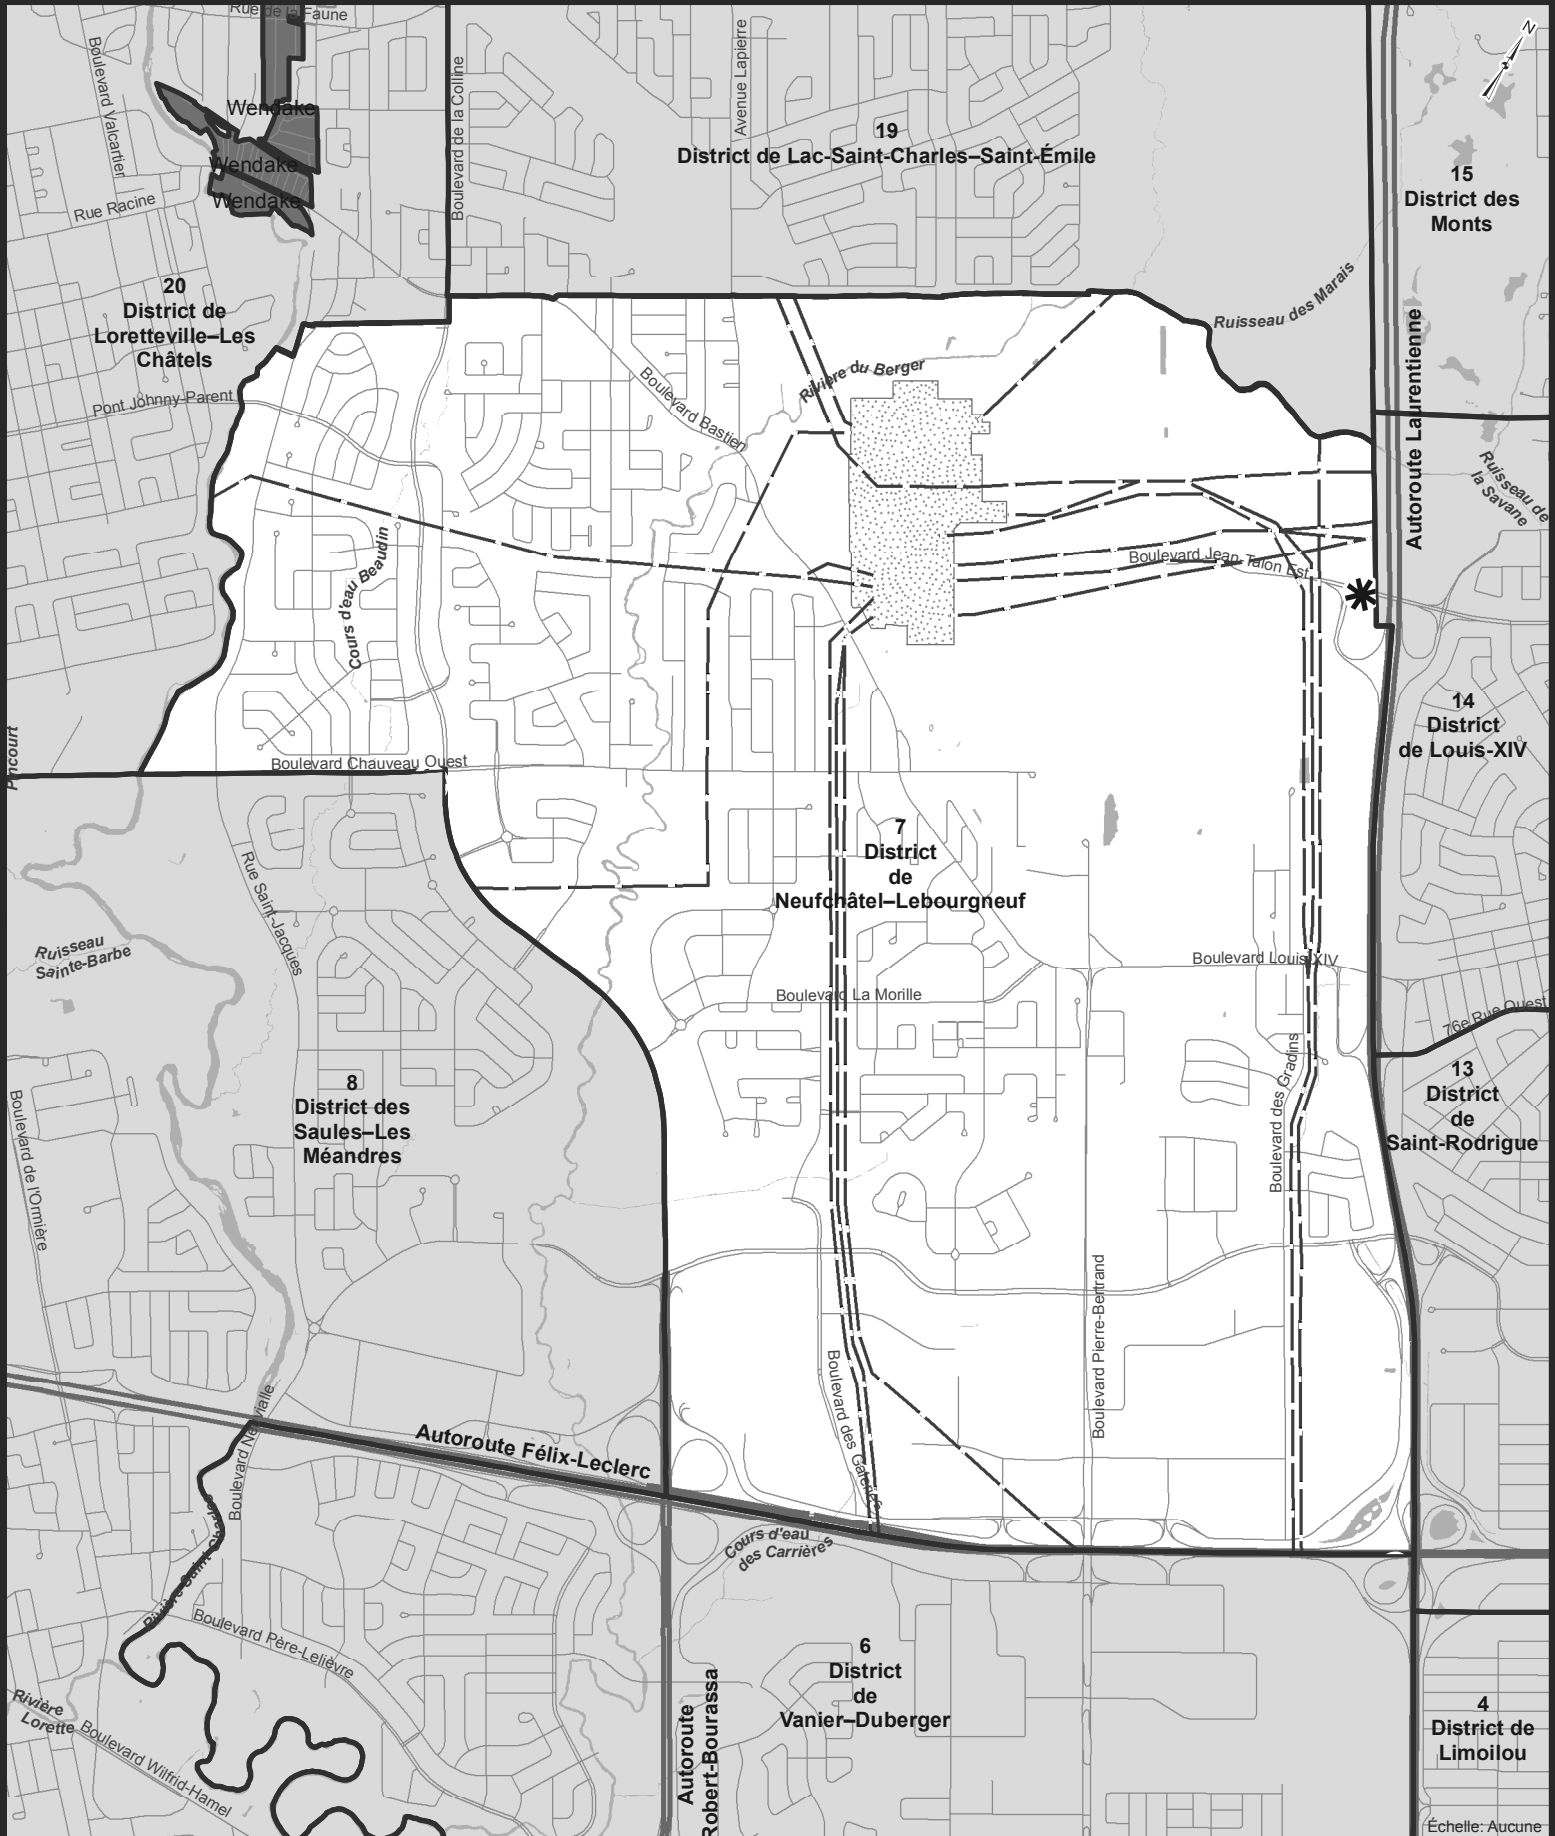 Rue de la Faune
N
Boulevard Valcartier
Wendake
Wendake
Wendake
Rue Racine
Boulevard de la Colline
Avenue Lapierre
19
District de Lac-Saint-Charles–Saint-Émile
15
District des
Monts
20
District de
Loretteville–Les
Châtels
Pont Johnny-Parent
Ruisseau des Marais
Autoroute Laurentienne
Rivière du Berger
Boulevard Bastien
Ruisseau de
la Savane
Cours d'eau Beaudin
Boulevard Jean-Talon Est
14
District
de Louis-XIV
Boulevard Chauveau Ouest
7
District
de
Neufchâtel–Lebourgneuf
Rue Saint-Jacques
Ruisseau
Sainte-Barbe
Boulevard Louis-XIV
Boulevard La Morille
76e Rue Ouest
Boulevard des Gradins
8
District des
Saules–Les
Méandres
13
District
de
Saint-Rodrigue
Boulevard de l'Ormière
Boulevard Pierre-Bertrand
Boulevard des Galeries
Autoroute Félix-Leclerc
Boulevard Neuvialle
Cours d'eau
des Carrières
Rivière Saint-Charles
Boulevard Père-Lelièvre
6
District
de
Vanier–Duberger
Rivière
Lorette
Boulevard Wilfrid-Hamel
Autoroute
Robert-Bourassa
4
District de
Limoilou
Échelle: Aucune